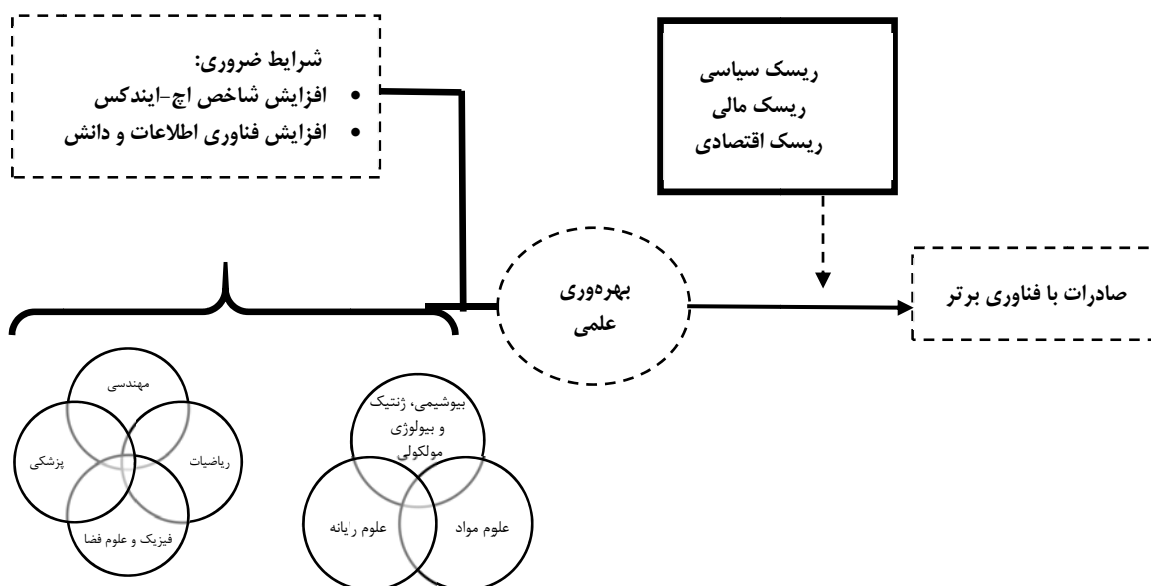 شرایط ضروری:
• افزایش شاخص اچ-ایندکس
• افزایش فناوری اطلاعات و دانش
ریسک سیاسی
ریسک مالی
ریسک اقتصادی
بهره‌وری
علمی
صادرات با فناوری برتر
مهندسی
پزشکی
ریاضیات
فیزیک و علوم فضا
بیوشیمی، ژنتیک
و
بیولوژی
مولکولی
علوم رایانه
علوم مواد